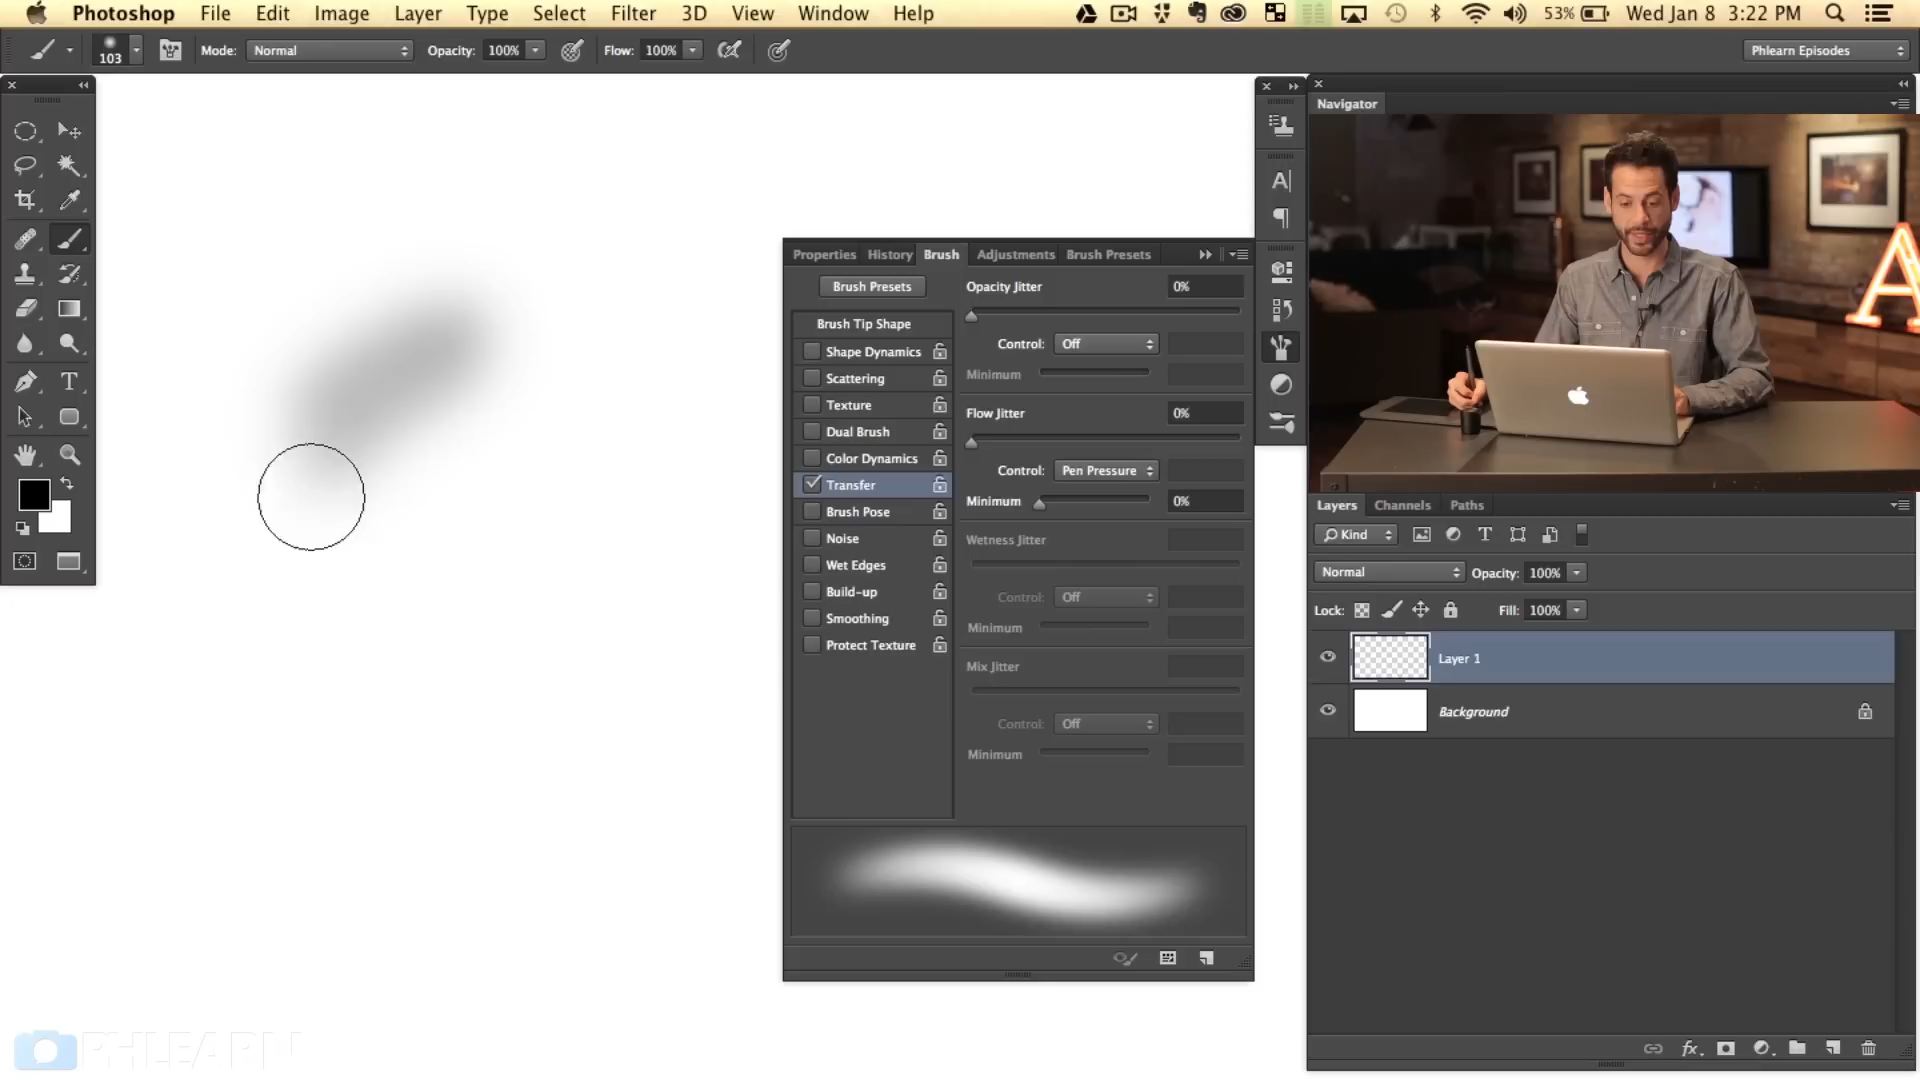 Photoshop File Edit Image Layer Type Select Filter 3D View Window Help 53% Wed Jan 8 3:22 PM
103 Mode: Normal Opacity: 100% Flow: 100% Phlearn Episodes
Navigator
A
Properties History Brush Adjustments Brush Presets
Brush Presets
Brush Tip Shape
Shape Dynamics
Scattering
Texture
Dual Brush
Color Dynamics
Transfer
Brush Pose
Noise
Wet Edges
Build-up
Smoothing
Protect Texture
Opacity Jitter 0%
Control: Off
Minimum
Flow Jitter 0%
Control: Pen Pressure
Minimum 0%
Wetness Jitter
Control: Off
Minimum
Mix Jitter
Control: Off
Minimum
Layers Channels Paths
Kind
Normal Opacity: 100%
Lock: Fill: 100%
Layer 1
Background
PHLEARN